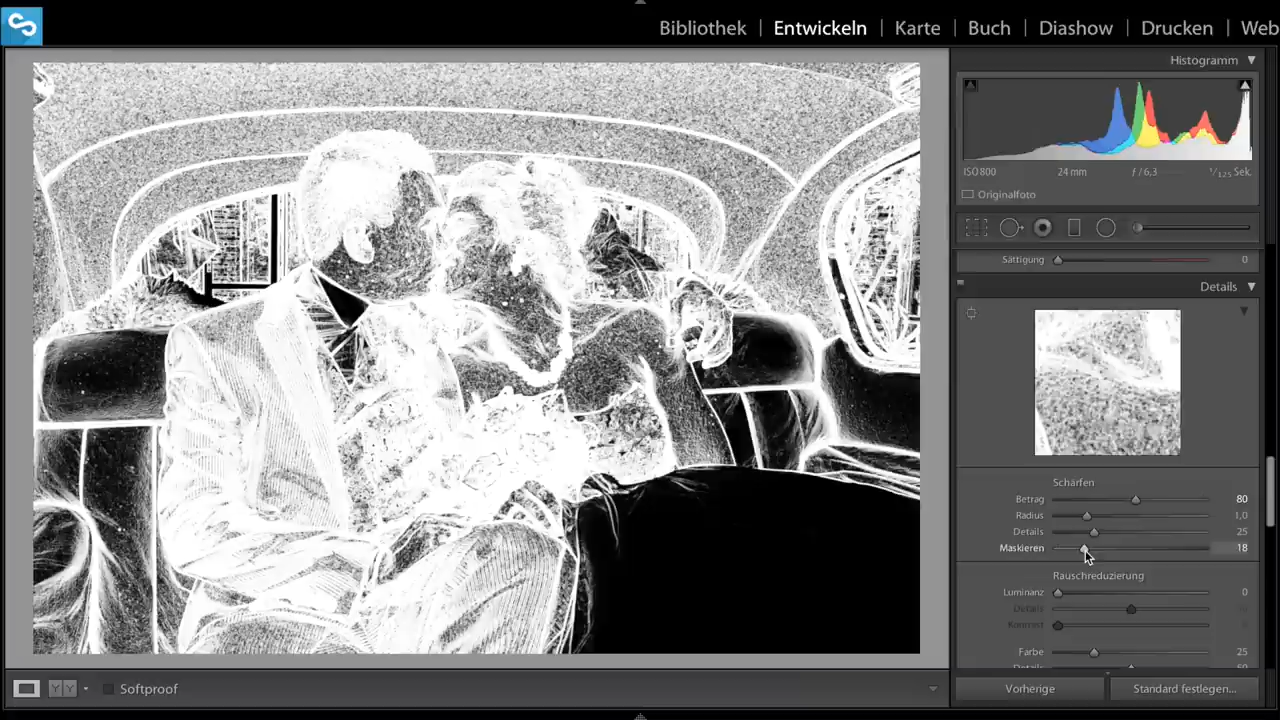 Bibliothek | Entwickeln | Karte | Buch | Diashow | Drucken | Web
Histogramm
ISO 800 24 mm ƒ / 6,3 1/125 Sek.
Originalfoto
Sättigung 0
Details
Schärfen
Betrag 80
Radius 1,0
Details 25
Maskieren 18
Rauschreduzierung
Luminanz 0
Details
Kontrast
Farbe 25
Details
Softproof
Vorherige
Standard festlegen...